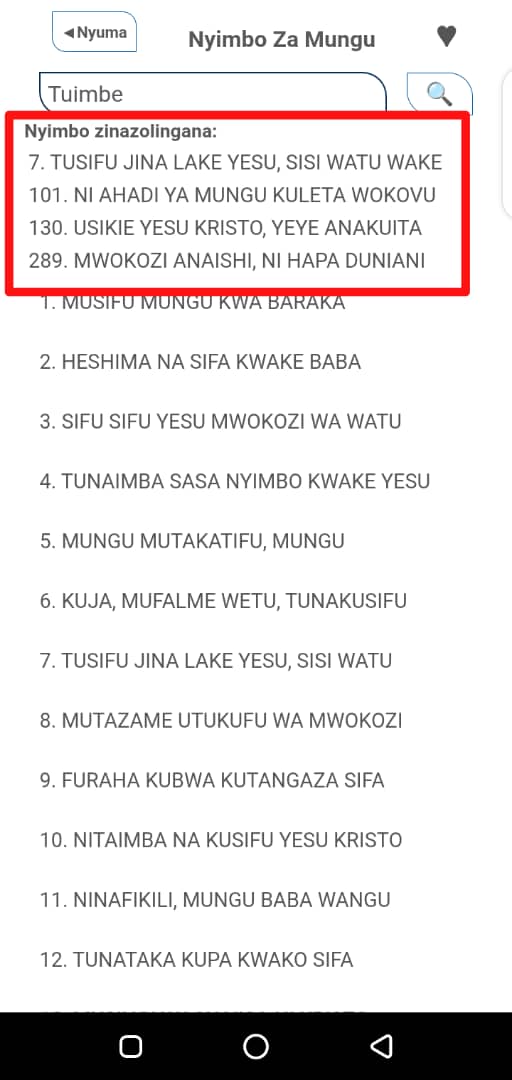 ◄Nyuma
Nyimbo Za Mungu
Tuimbe
Nyimbo zinazolingana:
7. TUSIFU JINA LAKE YESU, SISI WATU WAKE
101. NI AHADI YA MUNGU KULETA WOKOVU
130. USIKIE YESU KRISTO, YEYE ANAKUITA
289. MWOKOZI ANAISHI, NI HAPA DUNIANI
1. MUSIFU MUNGU KWA BARAKA
2. HESHIMA NA SIFA KWAKE BABA
3. SIFU SIFU YESU MWOKOZI WA WATU
4. TUNAIMBA SASA NYIMBO KWAKE YESU
5. MUNGU MUTAKATIFU, MUNGU
6. KUJA, MUFALME WETU, TUNAKUSIFU
7. TUSIFU JINA LAKE YESU, SISI WATU
8. MUTAZAME UTUKUFU WA MWOKOZI
9. FURAHA KUBWA KUTANGAZA SIFA
10. NITAIMBA NA KUSIFU YESU KRISTO
11. NINAFIKILI, MUNGU BABA WANGU
12. TUNATAKA KUPA KWAKO SIFA